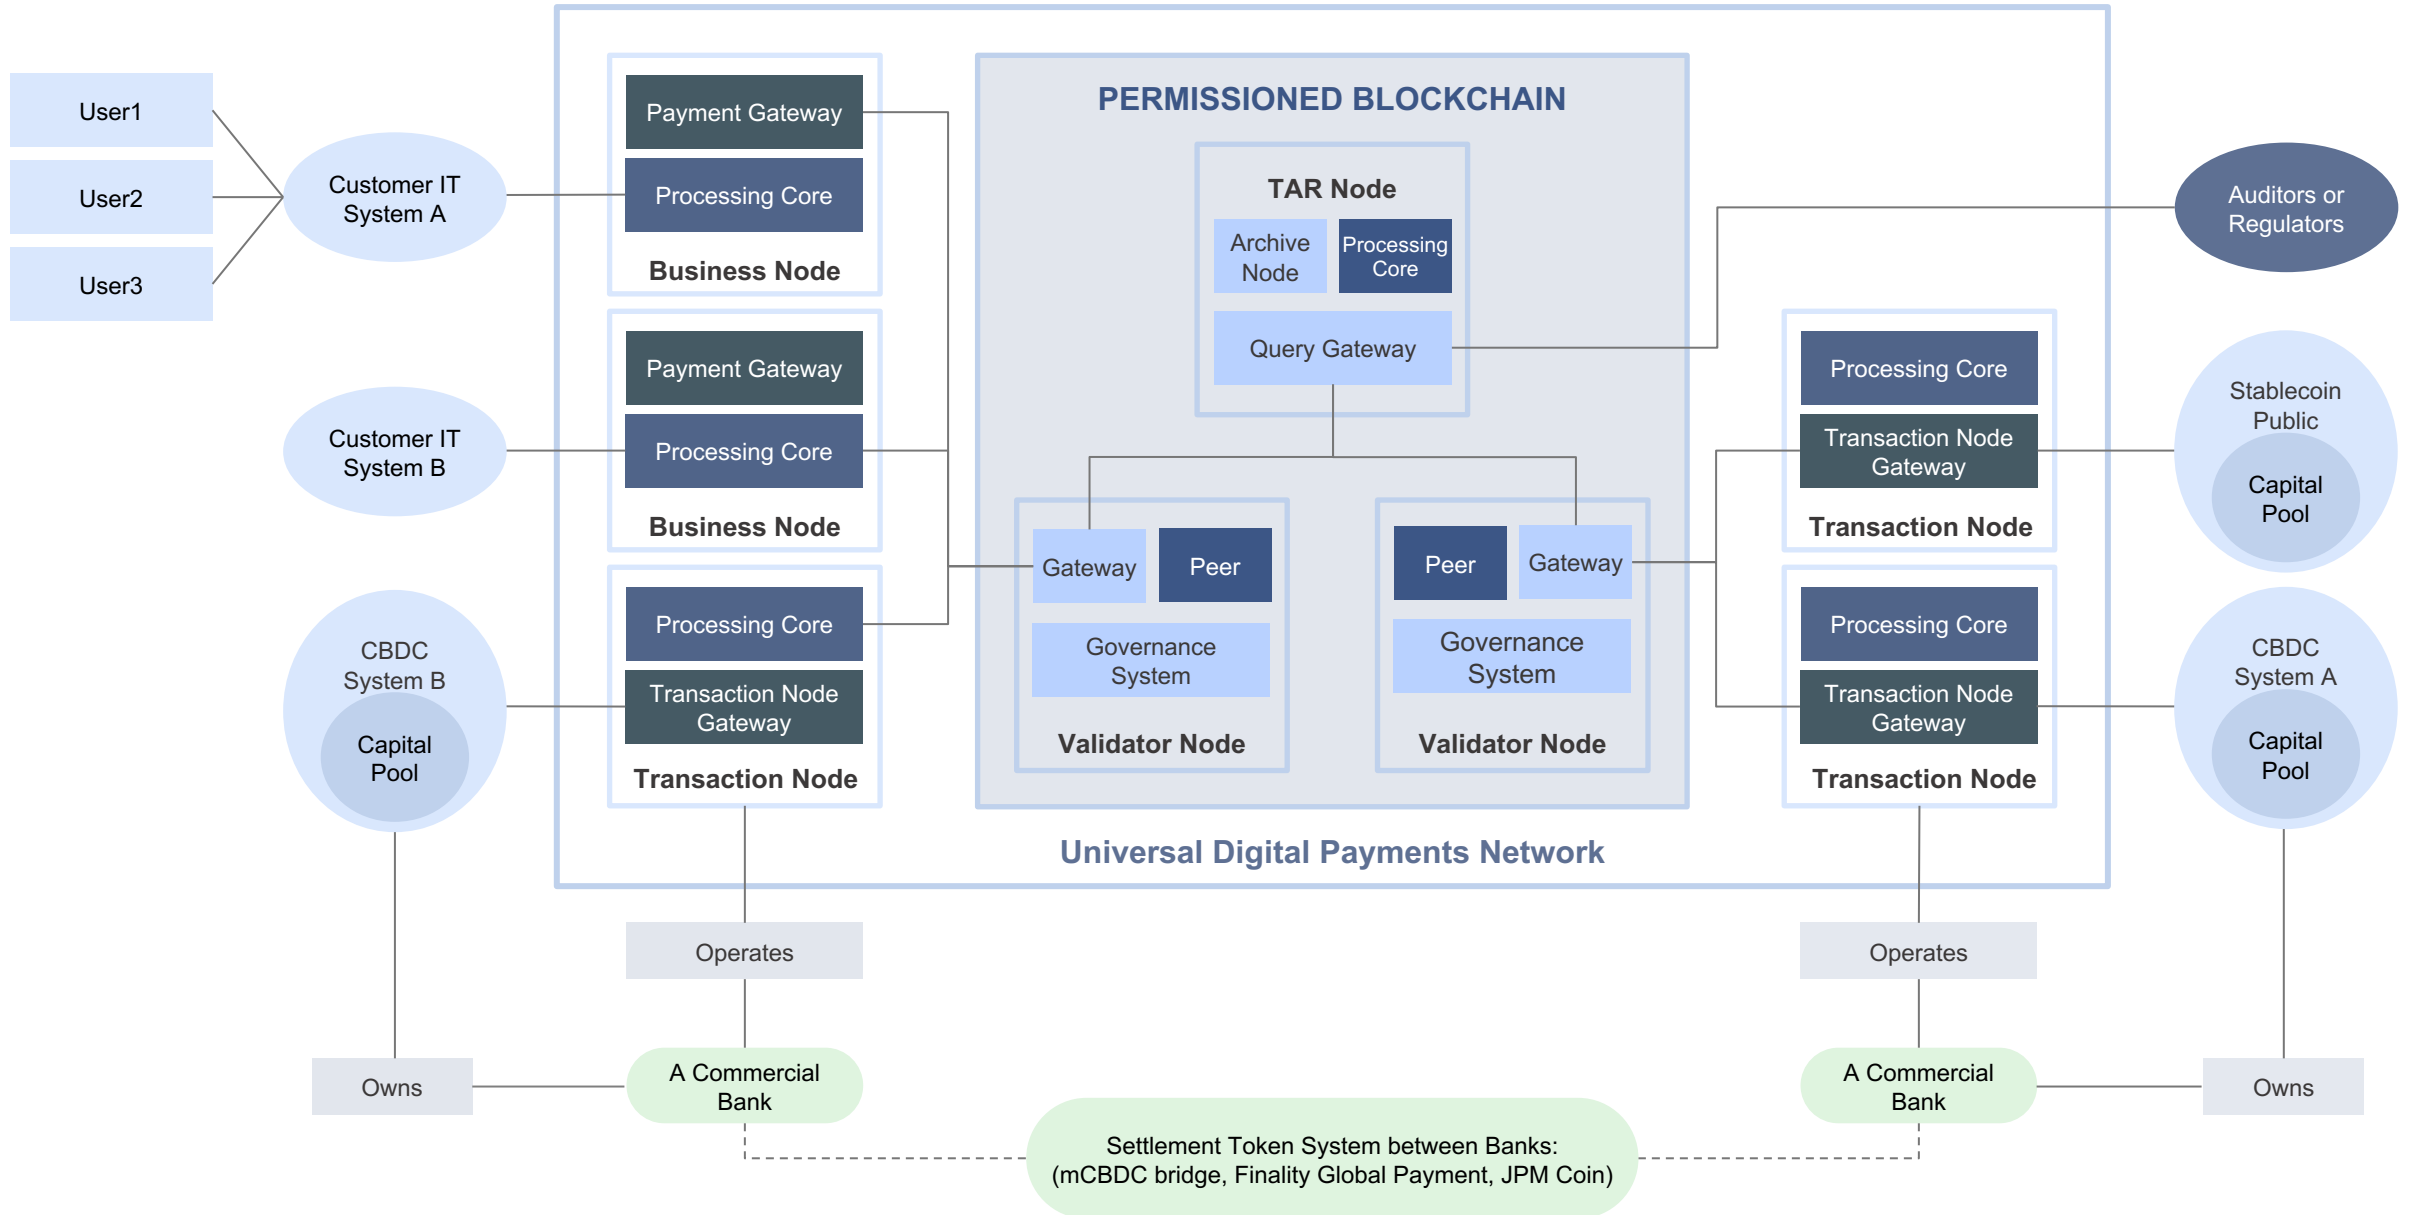 User1
User2
User3
Customer IT
System A
Customer IT
System B
CBDC
System B
Capital
Pool
Payment Gateway
Processing Core
Business Node
Payment Gateway
Processing Core
Business Node
Processing Core
Transaction Node
Gateway
Transaction Node
PERMISSIONED BLOCKCHAIN
TAR Node
Archive
Node
Processing
Core
Query Gateway
Gateway
Peer
Governance
System
Validator Node
Peer
Gateway
Governance
System
Validator Node
Universal Digital Payments Network
Processing Core
Transaction Node
Gateway
Transaction Node
Processing Core
Transaction Node
Gateway
Transaction Node
Auditors or
Regulators
Stablecoin
Public
Capital
Pool
CBDC
System A
Capital
Pool
Operates
Operates
Owns
A Commercial
Bank
A Commercial
Bank
Owns
Settlement Token System between Banks:
(mCBDC bridge, Finality Global Payment, JPM Coin)